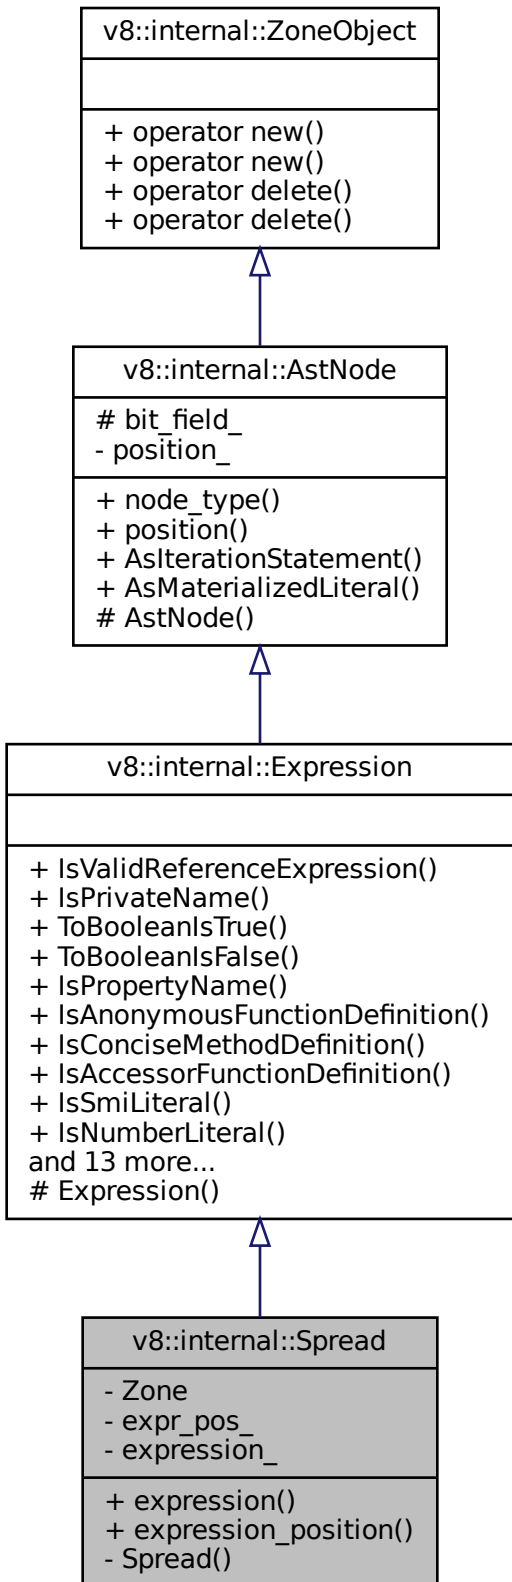 v8::internal::ZoneObject
+ operator new()
+ operator new()
+ operator delete()
+ operator delete()
v8::internal::AstNode
# bit_field_
- position_
+ node_type()
+ position()
+ AsIterationStatement()
+ AsMaterializedLiteral()
# AstNode()
v8::internal::Expression
+ IsValidReferenceExpression()
+ IsPrivateName()
+ ToBooleanIsTrue()
+ ToBooleanIsFalse()
+ IsPropertyName()
+ IsAnonymousFunctionDefinition()
+ IsConciseMethodDefinition()
+ IsAccessorFunctionDefinition()
+ IsSmiLiteral()
+ IsNumberLiteral()
and 13 more...
# Expression()
v8::internal::Spread
- Zone
- expr_pos_
- expression_
+ expression()
+ expression_position()
- Spread()